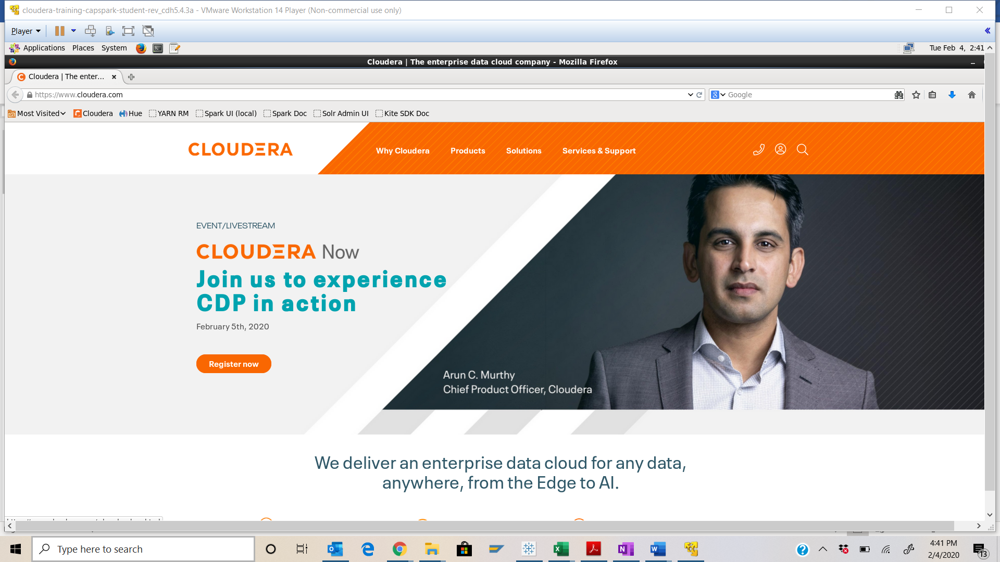 cloudera-training-capspark-student-rev_cdh5.4.3a - VMware Workstation 14 Player (Non-commercial use only)
Player
Applications Places System Tue Feb 4, 2:41
Cloudera | The enterprise data cloud company - Mozilla Firefox
Cloudera | The enter...
https://www.cloudera.com Google
Most Visited Cloudera Hue YARN RM Spark UI (local) Spark Doc Solr Admin UI Kite SDK Doc
CLOUDERA Why Cloudera Products Solutions Services & Support
EVENT/LIVESTREAM
CLOUDERA Now
Join us to experience
CDP in action
February 5th, 2020
Register now
Arun C. Murthy
Chief Product Officer, Cloudera
We deliver an enterprise data cloud for any data,
anywhere, from the Edge to AI.
Type here to search
4:41 PM
2/4/2020
13